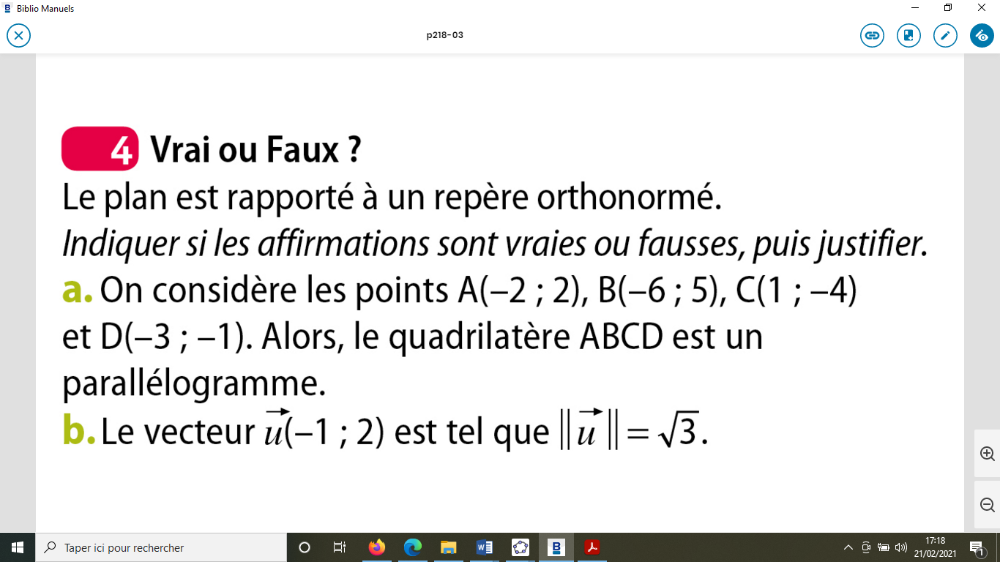 Biblio Manuels
p218-03
4 Vrai ou Faux ?
Le plan est rapporté à un repère orthonormé.
Indiquer si les affirmations sont vraies ou fausses, puis justifier.
a. On considère les points A(–2 ; 2), B(–6 ; 5), C(1 ; –4)
et D(–3 ; –1). Alors, le quadrilatère ABCD est un
parallélogramme.
b. Le vecteur u⃗(–1 ; 2) est tel que ‖u⃗‖ = √3.
Taper ici pour rechercher
17:18
21/02/2021
1